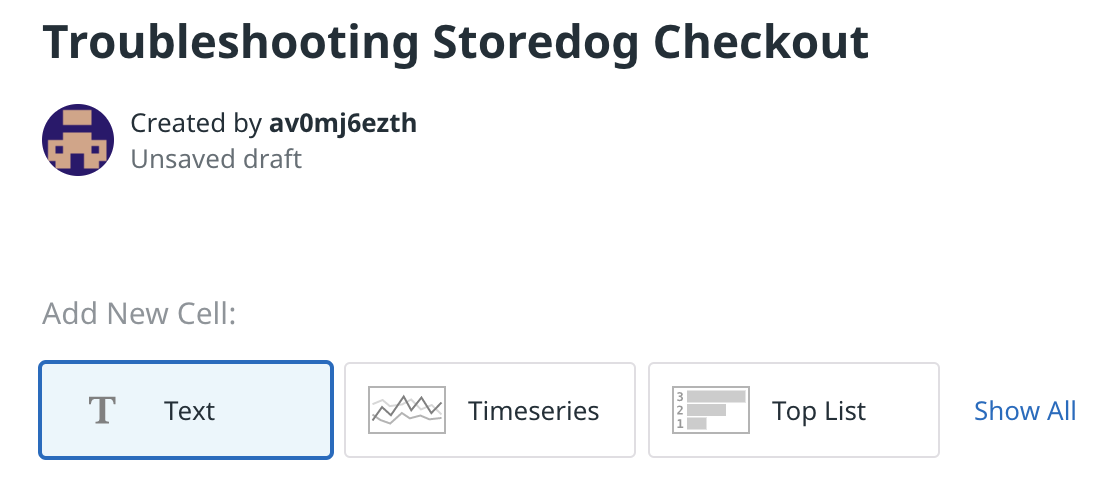 Troubleshooting Storedog Checkout
Created by av0mj6ezth
Unsaved draft
Add New Cell:
T Text
Timeseries
3
2
1
Top List
Show All